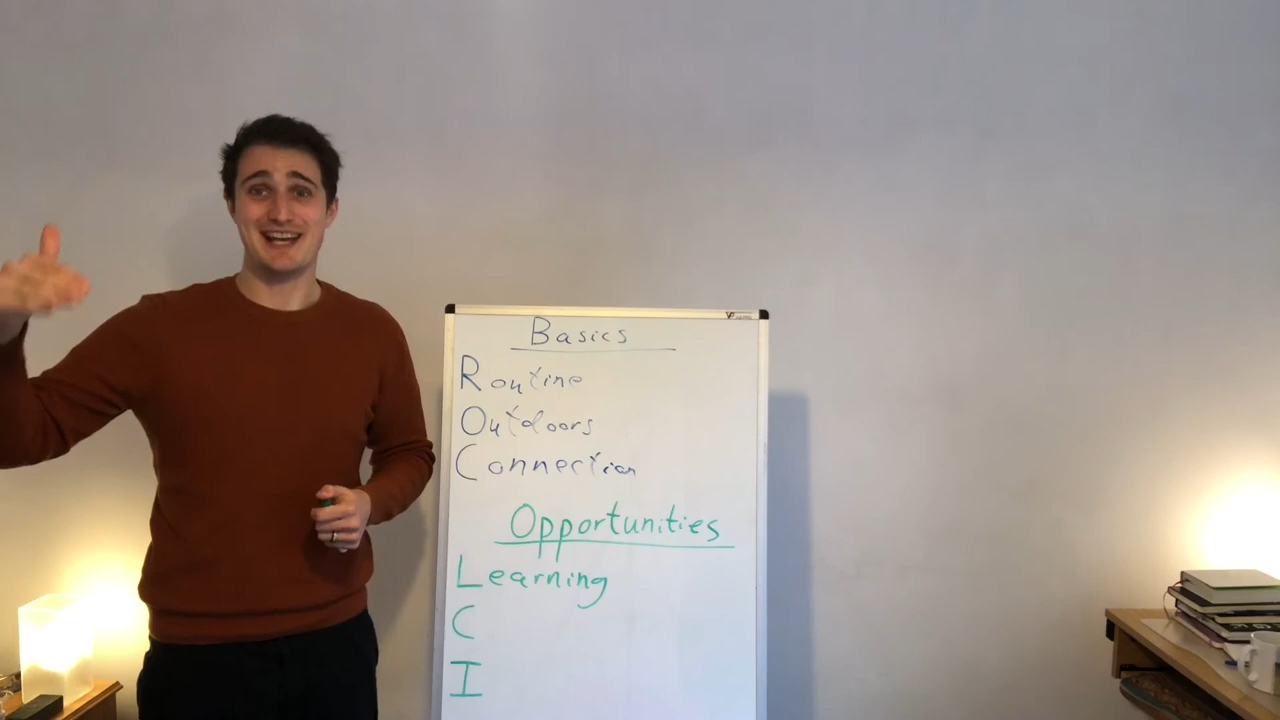 Basics
Routine
Outdoors
Connection
Opportunities
Learning
C
I